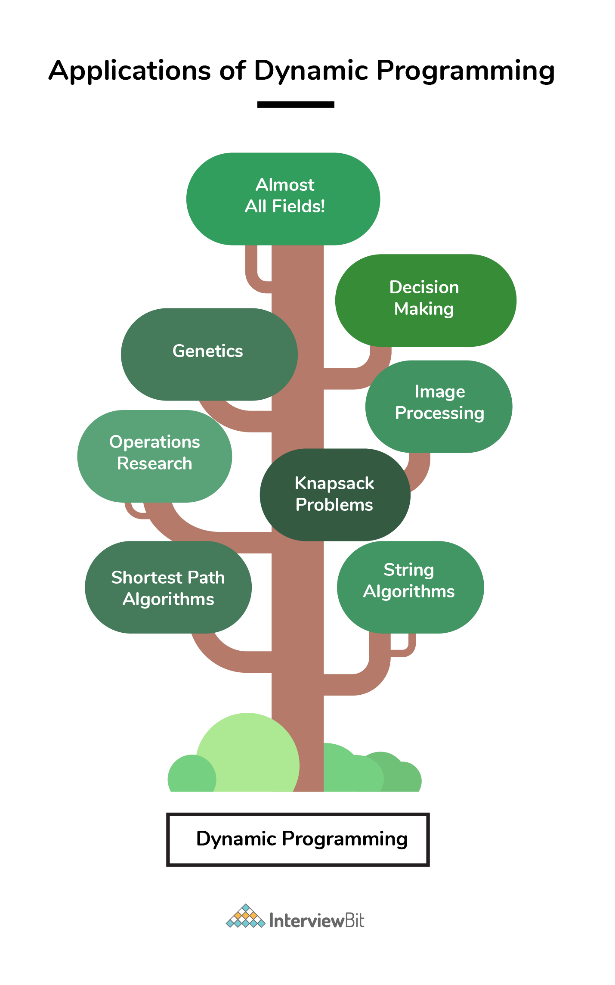 Applications of Dynamic Programming
Almost
All Fields!
Decision
Making
Genetics
Image
Processing
Operations
Research
Knapsack
Problems
Shortest Path
Algorithms
String
Algorithms
Dynamic Programming
InterviewBit